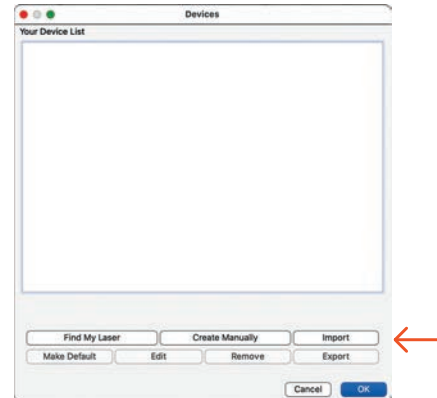 Devices
Your Device List
Find My Laser Create Manually Import
Make Default Edit Remove Export
Cancel OK